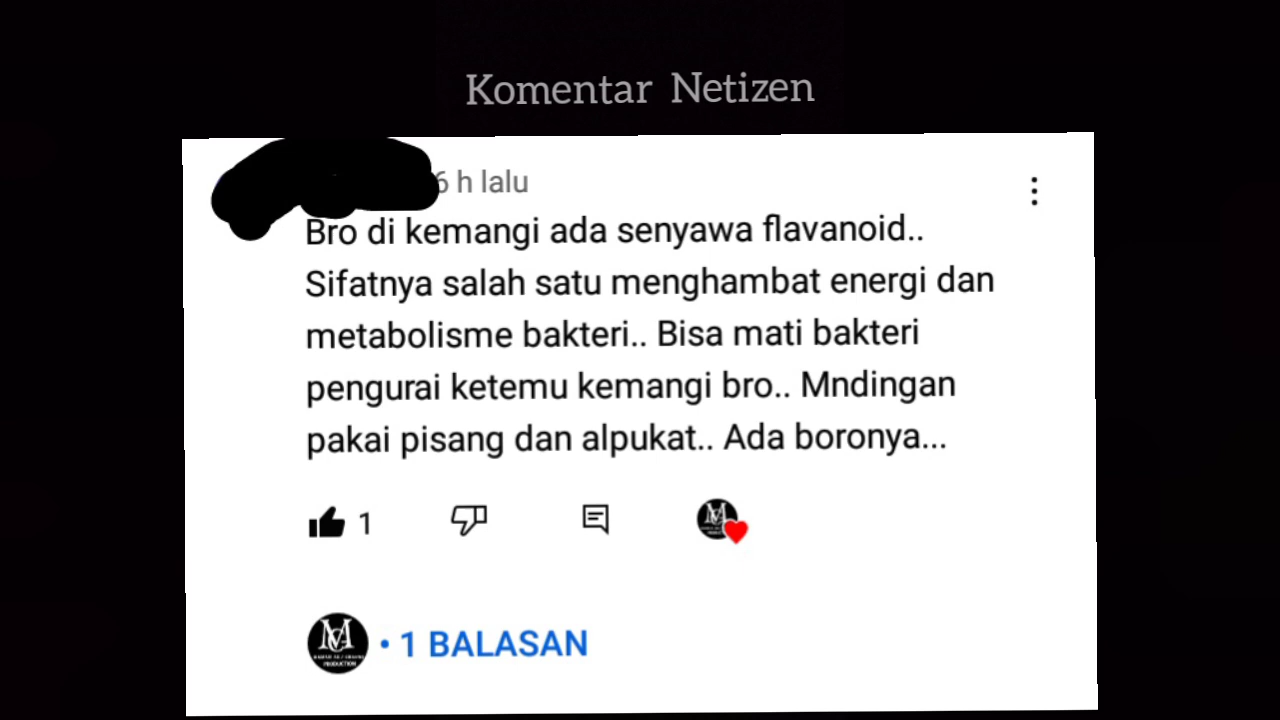 Komentar Netizen
6 h lalu
Bro di kemangi ada senyawa flavanoid..
Sifatnya salah satu menghambat energi dan
metabolisme bakteri.. Bisa mati bakteri
pengurai ketemu kemangi bro.. Mndingan
pakai pisang dan alpukat.. Ada boronya...
1
• 1 BALASAN
PRODUCTION